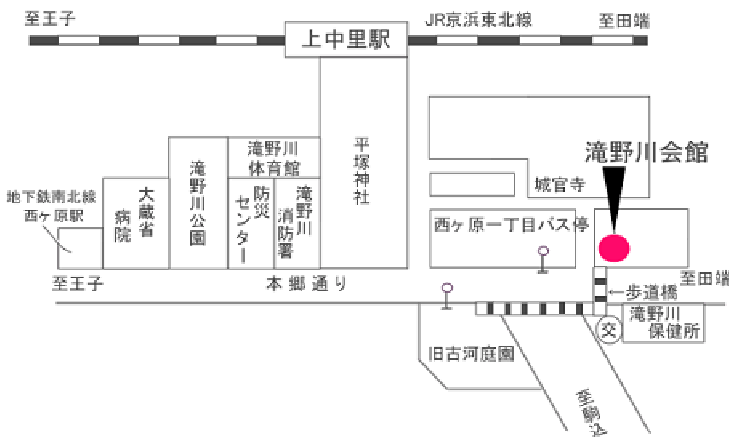 至王子
JR京浜東北線
至田端
上中里駅
滝野川会館
滝野川
体育館
平塚神社
滝野川公園
城官寺
地下鉄南北線
西ヶ原駅
大蔵省
病院
防災
センター
滝野川
消防署
西ヶ原一丁目バス停
至王子
本郷通り
至田端
←歩道橋
交
滝野川
保健所
旧古河庭園
至駒込